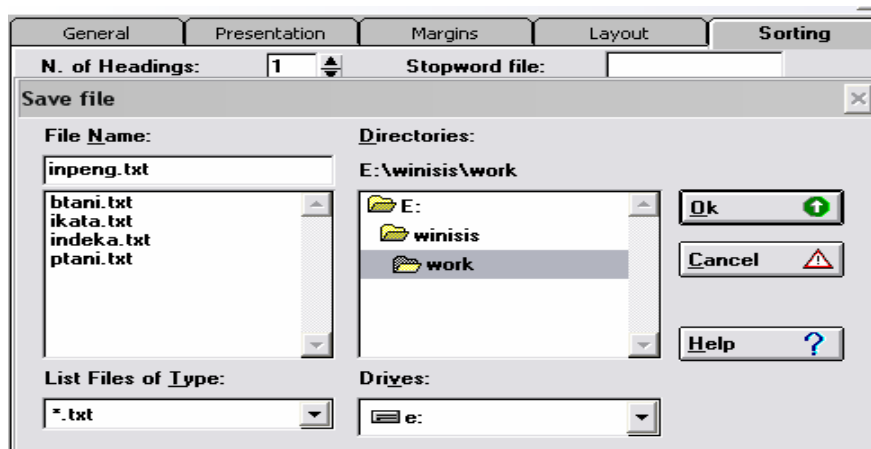 General Presentation Margins Layout Sorting
N. of Headings: 1 Stopword file:
Save file
File Name: Directories:
inpeng.txt E:\winisis\work
btani.txt E: Ok
ikata.txt winisis
indeka.txt work Cancel
ptani.txt
Help ?
List Files of Type: Drives:
*.txt e: